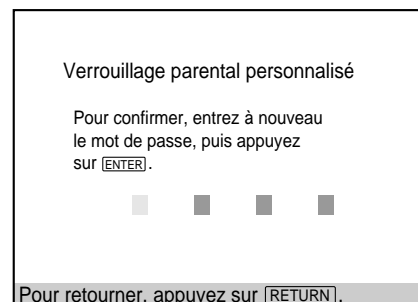 Verrouillage parental personnalisé
Pour confirmer, entrez à nouveau
le mot de passe, puis appuyez
sur ENTER.
Pour retourner, appuyez sur RETURN.